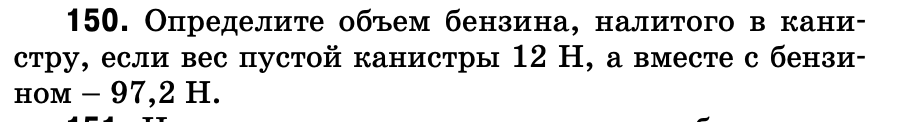 150. Определите объем бензина, налитого в кани-
стру, если вес пустой канистры 12 Н, а вместе с бензи-
ном – 97,2 Н.